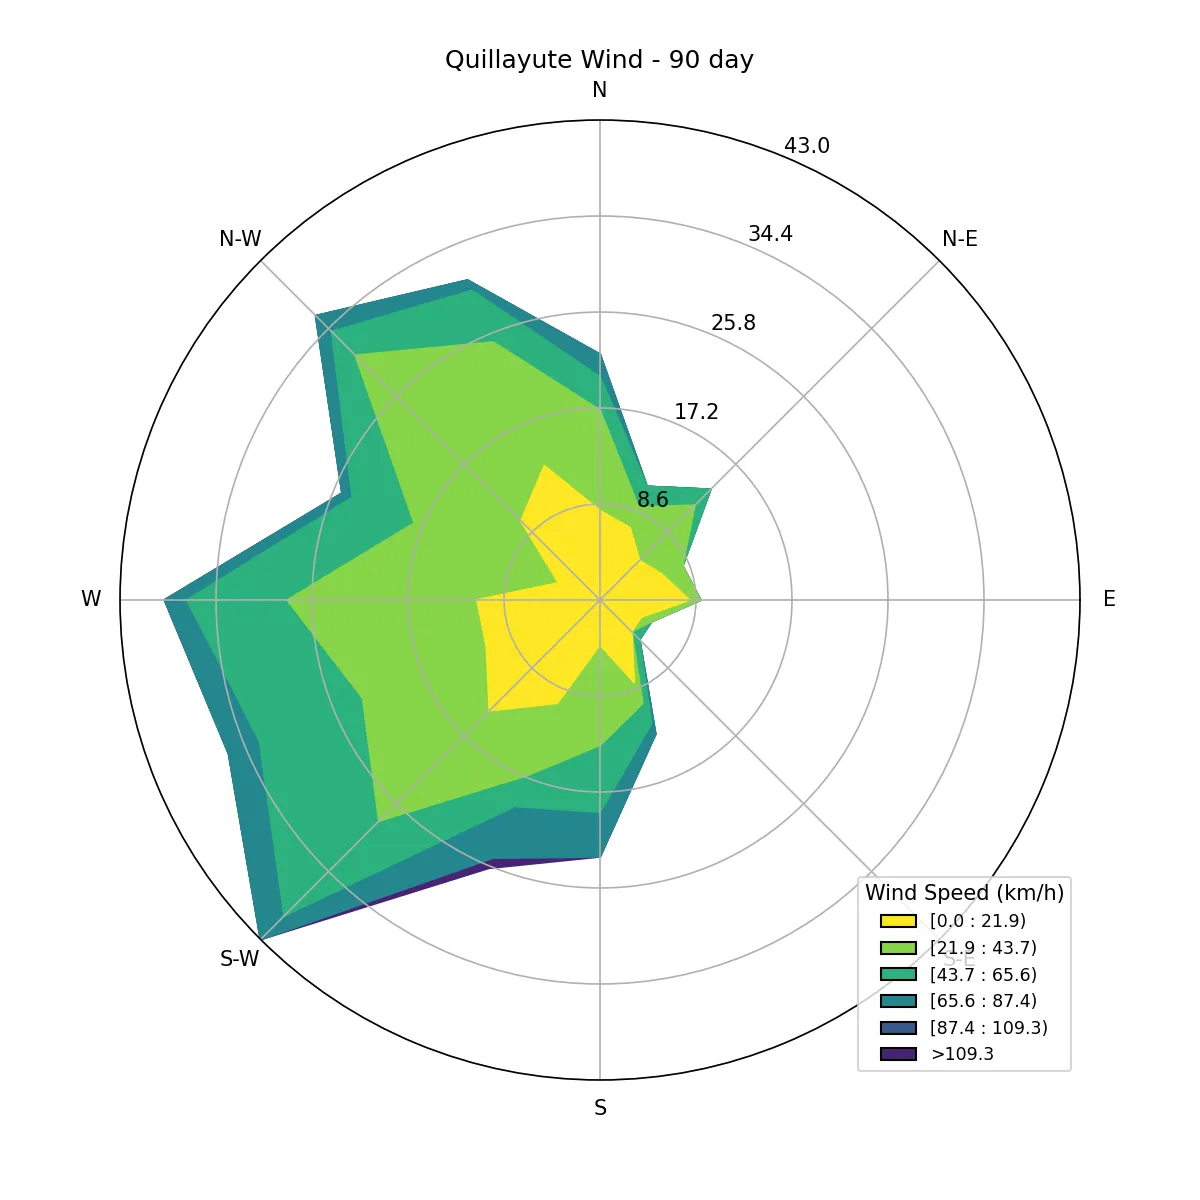 Quillayute Wind - 90 day
N
43.0
N-W
34.4
N-E
25.8
17.2
8.6
W
E
Wind Speed (km/h)
[0.0 : 21.9)
[21.9 : 43.7)
S-W
S-E
[43.7 : 65.6)
[65.6 : 87.4)
[87.4 : 109.3)
>109.3
S